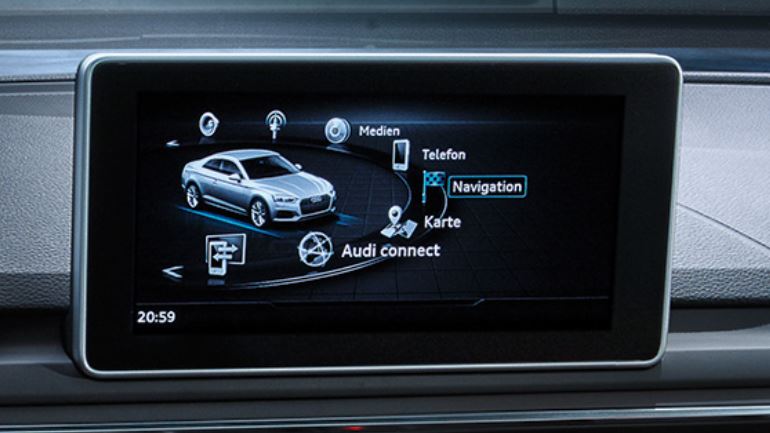 Medien
Telefon
Navigation
Karte
Audi connect
20:59